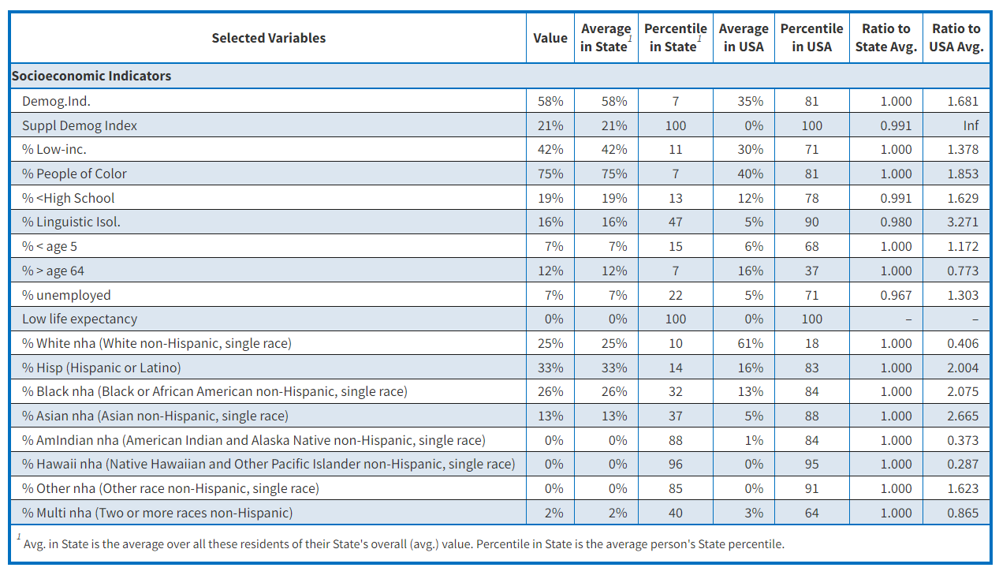 Selected Variables Value Average in State1 Percentile in State1 Average in USA Percentile in USA Ratio to State Avg. Ratio to USA Avg.
Socioeconomic Indicators
Demog.Ind. 58% 58% 7 35% 81 1.000 1.681
Suppl Demog Index 21% 21% 100 0% 100 0.991 Inf
% Low-inc. 42% 42% 11 30% 71 1.000 1.378
% People of Color 75% 75% 7 40% 81 1.000 1.853
% <High School 19% 19% 13 12% 78 0.991 1.629
% Linguistic Isol. 16% 16% 47 5% 90 0.980 3.271
% < age 5 7% 7% 15 6% 68 1.000 1.172
% > age 64 12% 12% 7 16% 37 1.000 0.773
% unemployed 7% 7% 22 5% 71 0.967 1.303
Low life expectancy 0% 0% 100 0% 100 – –
% White nha (White non-Hispanic, single race) 25% 25% 10 61% 18 1.000 0.406
% Hisp (Hispanic or Latino) 33% 33% 14 16% 83 1.000 2.004
% Black nha (Black or African American non-Hispanic, single race) 26% 26% 32 13% 84 1.000 2.075
% Asian nha (Asian non-Hispanic, single race) 13% 13% 37 5% 88 1.000 2.665
% AmIndian nha (American Indian and Alaska Native non-Hispanic, single race) 0% 0% 88 1% 84 1.000 0.373
% Hawaii nha (Native Hawaiian and Other Pacific Islander non-Hispanic, single race) 0% 0% 96 0% 95 1.000 0.287
% Other nha (Other race non-Hispanic, single race) 0% 0% 85 0% 91 1.000 1.623
% Multi nha (Two or more races non-Hispanic) 2% 2% 40 3% 64 1.000 0.865
1 Avg. in State is the average over all these residents of their State's overall (avg.) value. Percentile in State is the average person's State percentile.